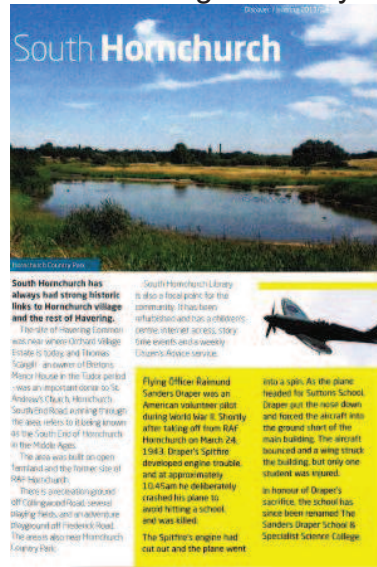 Discover Havering 2013
South Hornchurch
Hornchurch Country Park
South Hornchurch has
always had strong historic
links to Hornchurch village
and the rest of Havering.
The site of Havering Common
was near where Orchard Village
Estate is today, and Thomas
'Scargill' an owner of Bretons
Manor House in the Tudor period
- was an important donor to St.
Andrew's Church, Hornchurch.
South End Road, running through
the area, refers to it being known
as the South End of Hornchurch
in the Middle Ages.
The area was built on open
farmland and the former site of
RAF Hornchurch.
There is a recreation ground
off Collingwood Road, several
playing fields, and an adventure
playground off Frederick Road.
The area is also near Hornchurch
Country Park.
South Hornchurch Library
is also a focal point for the
community. It has been
refurbished and has a children's
centre, internet access, story
time events and a weekly
Citizen's Advice service.
Flying Officer Raimund
Sanders Draper was an
American volunteer pilot
during World War II. Shortly
after taking off from RAF
Hornchurch on March 24,
1943, Draper's Spitfire
developed engine trouble,
and at approximately
10.45am he deliberately
crashed his plane to
avoid hitting a school,
and was killed.
The Spitfire's engine had
cut out and the plane went
into a spin. As the plane
headed for Suttons School,
Draper put the nose down
and forced the aircraft into
the ground short of the
main building. The aircraft
bounced and a wing struck
the building, but only one
student was injured.
In honour of Draper's
sacrifice, the school has
since been renamed The
Sanders Draper School &
Specialist Science College.